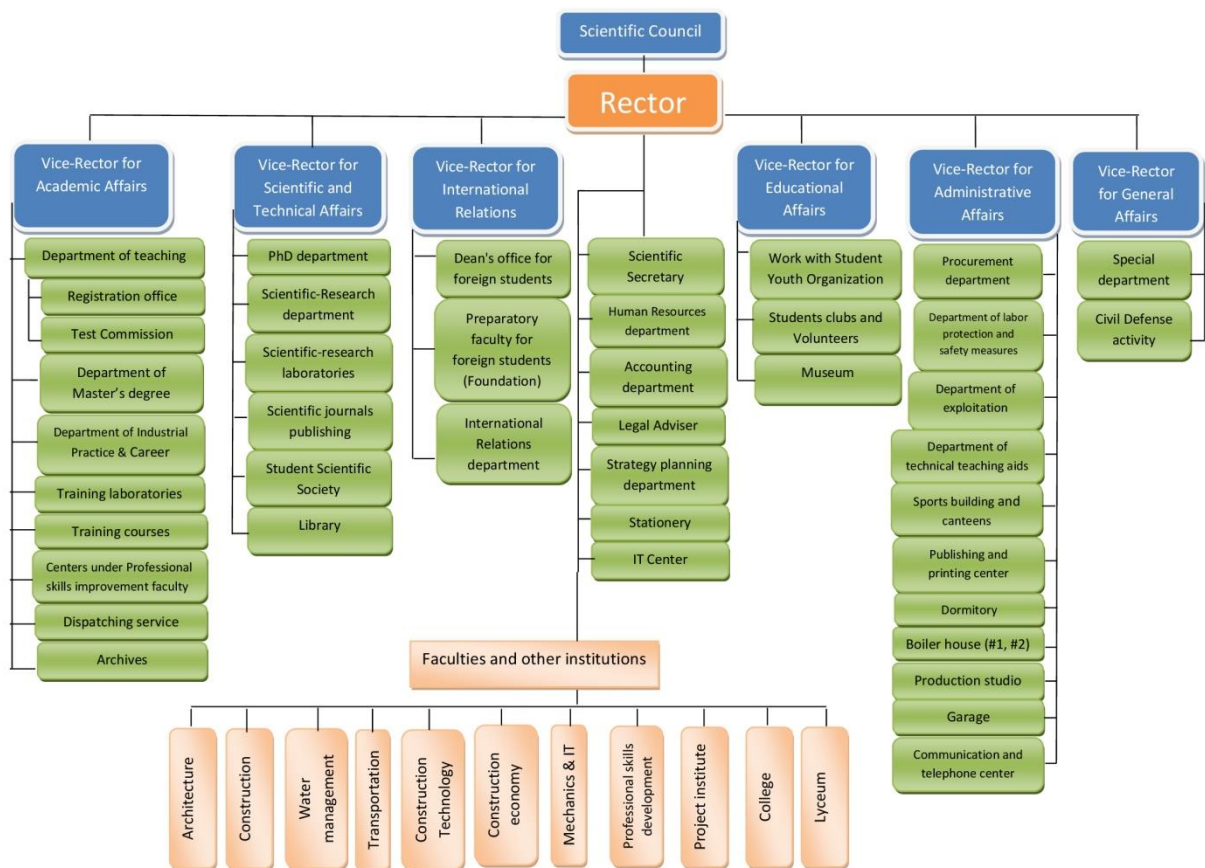 Scientific Council
Rector
Vice-Rector for
Academic Affairs
Department of teaching
Registration office
Test Commission
Department of
Master’s degree
Department of Industrial
Practice & Career
Training laboratories
Training courses
Centers under Professional
skills improvement faculty
Dispatching service
Archives
Vice-Rector for
Scientific and
Technical Affairs
PhD department
Scientific-Research
department
Scientific-research
laboratories
Scientific journals
publishing
Student Scientific
Society
Library
Vice-Rector for
International
Relations
Dean's office for
foreign students
Preparatory
faculty for
foreign students
(Foundation)
International
Relations
department
Scientific
Secretary
Human Resources
department
Accounting
department
Legal Adviser
Strategy planning
department
Stationery
IT Center
Vice-Rector for
Educational
Affairs
Work with Student
Youth Organization
Students clubs and
Volunteers
Museum
Vice-Rector for
Administrative
Affairs
Procurement
department
Department of labor
protection and
safety measures
Department of
exploitation
Department of
technical teaching aids
Sports building and
canteens
Publishing and
printing center
Dormitory
Boiler house (#1, #2)
Production studio
Garage
Communication and
telephone center
Vice-Rector
for General
Affairs
Special
department
Civil Defense
activity
Faculties and other institutions
Architecture
Construction
Water
management
Transportation
Construction
Technology
Construction
economy
Mechanics & IT
Professional skills
development
Project institute
College
Lyceum